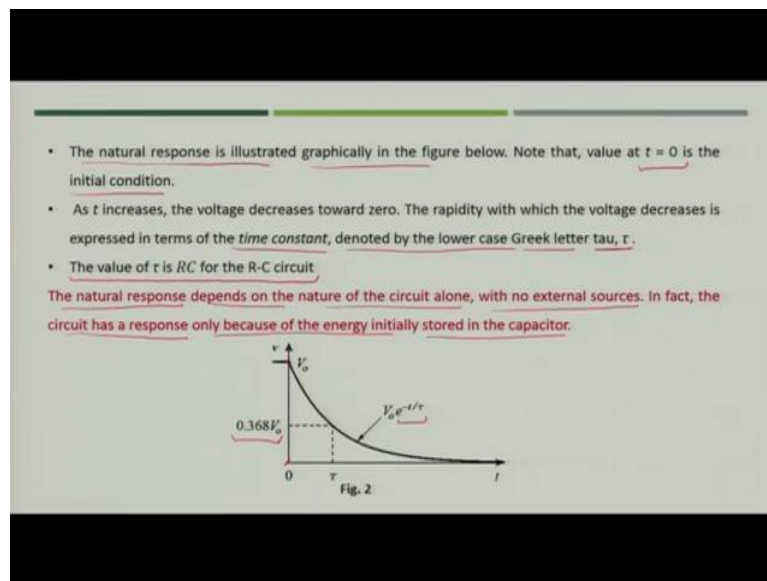 • The natural response is illustrated graphically in the figure below. Note that, value at t = 0 is the
initial condition.
• As t increases, the voltage decreases toward zero. The rapidity with which the voltage decreases is
expressed in terms of the time constant, denoted by the lower case Greek letter tau, τ .
• The value of τ is RC for the R-C circuit
The natural response depends on the nature of the circuit alone, with no external sources. In fact, the
circuit has a response only because of the energy initially stored in the capacitor.
v
Vₒ
Vₒe^−t/τ
0.368Vₒ
0 τ t
Fig. 2